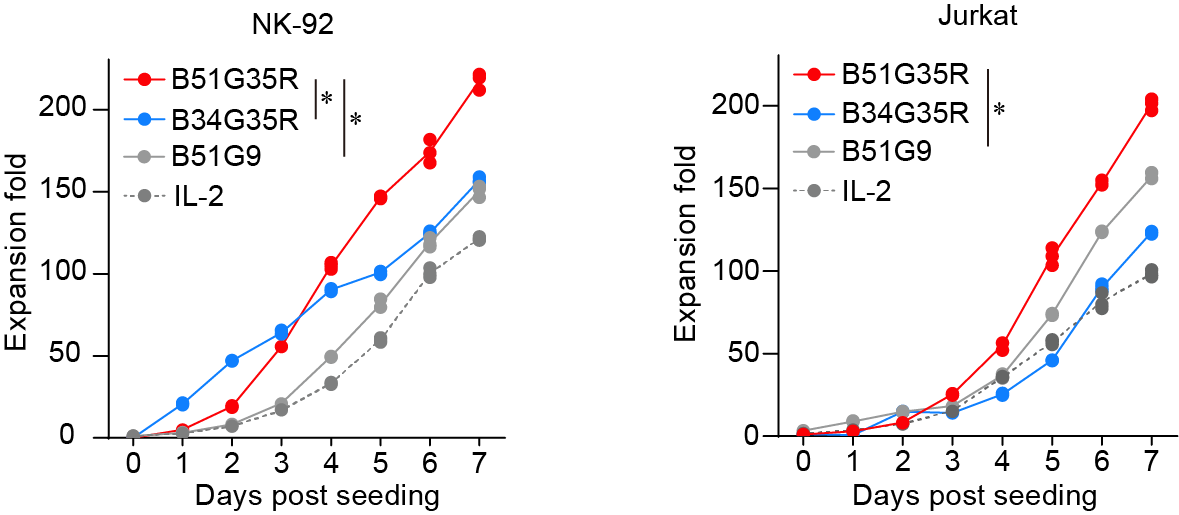 NK-92
B51G35R
B34G35R
B51G9
IL-2
*
*
Expansion fold
200
150
100
50
0
0 1 2 3 4 5 6 7
Days post seeding
Jurkat
B51G35R
B34G35R
B51G9
IL-2
*
Expansion fold
200
150
100
50
0
0 1 2 3 4 5 6 7
Days post seeding